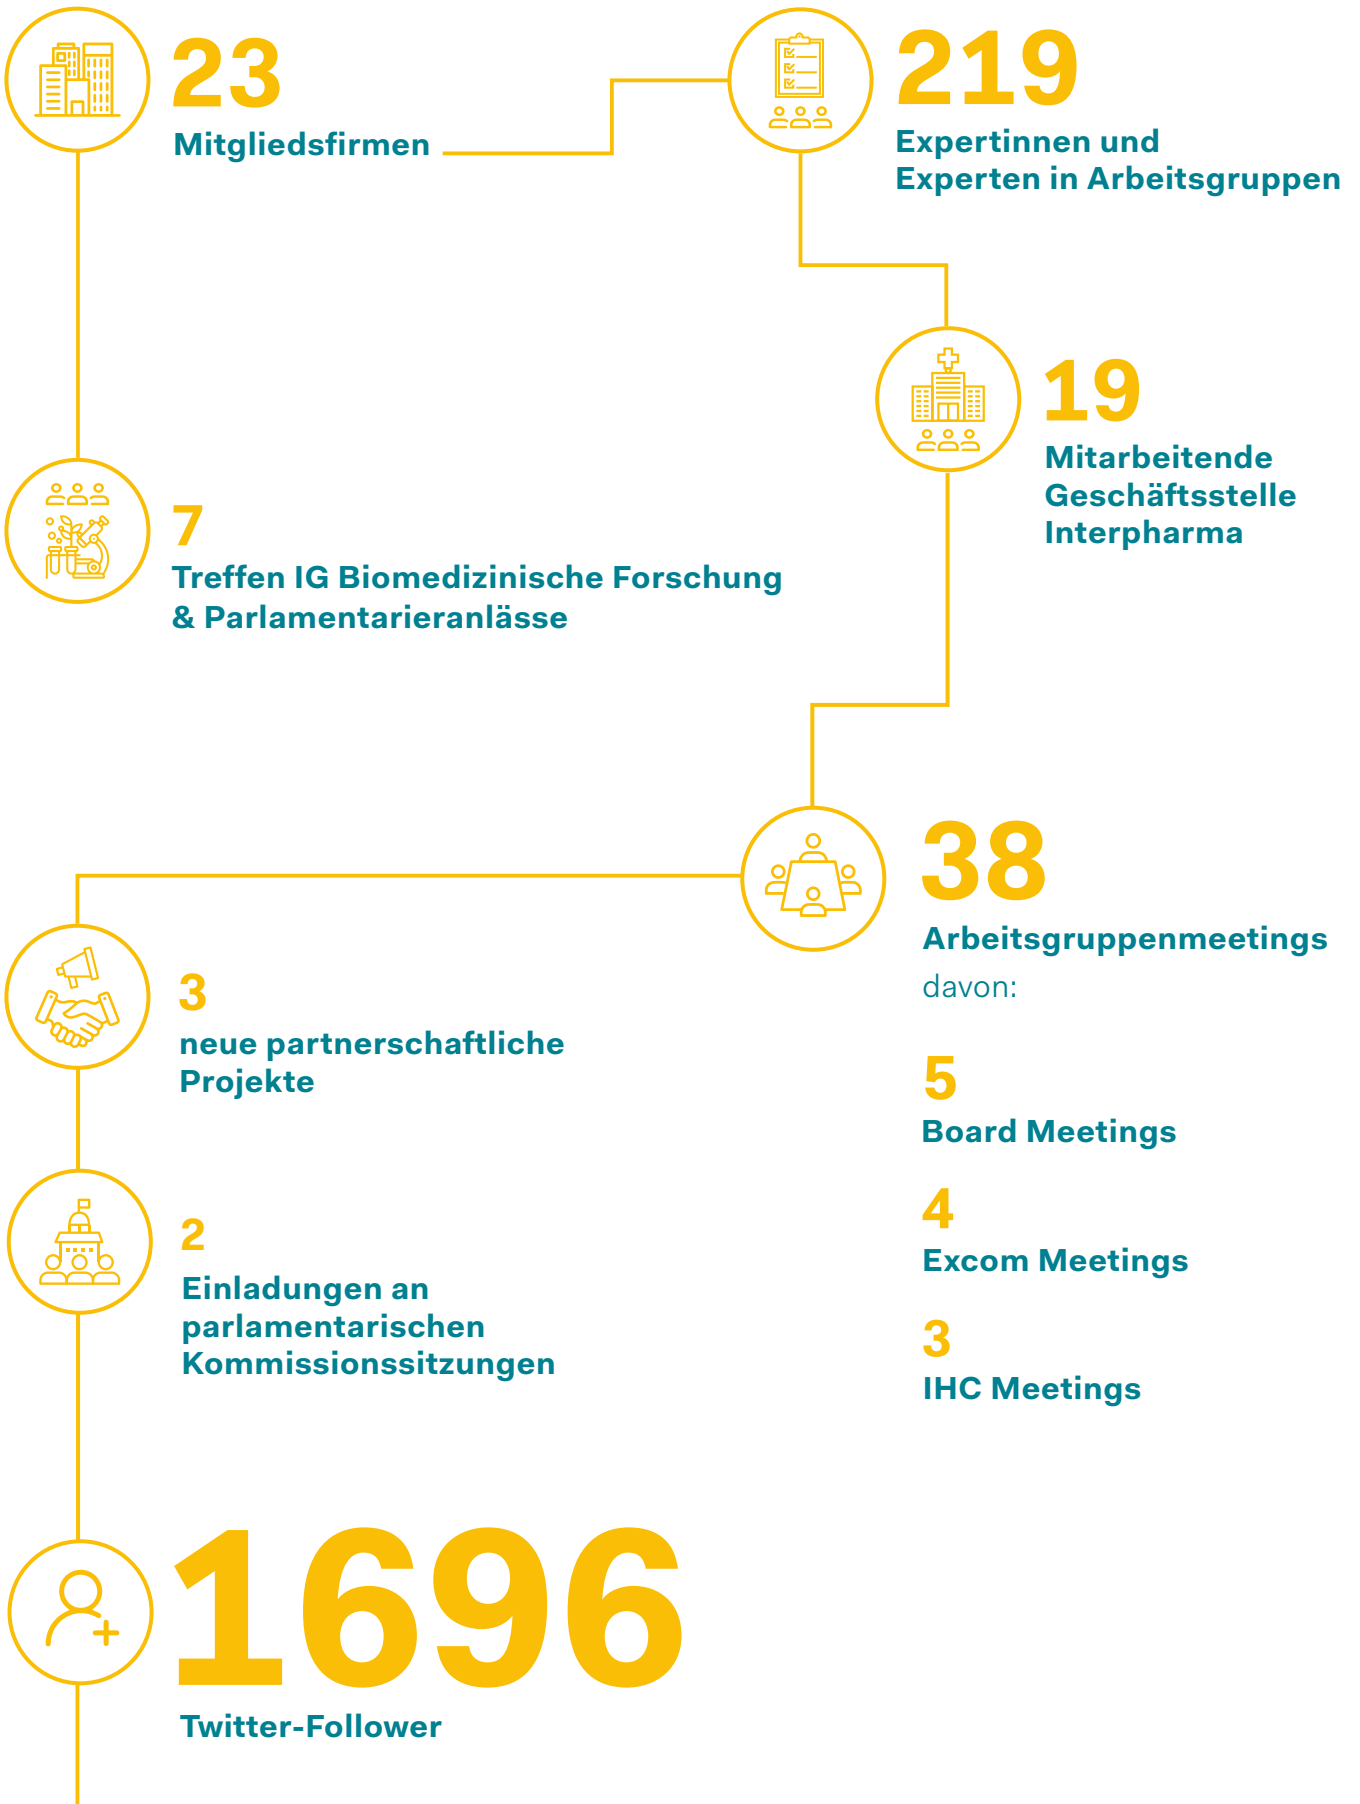 23
Mitgliedsfirmen
219
Expertinnen und
Experten in Arbeitsgruppen
19
Mitarbeitende
Geschäftsstelle
Interpharma
7
Treffen IG Biomedizinische Forschung
& Parlamentarieranlässe
38
Arbeitsgruppenmeetings
davon:
5
Board Meetings
4
Excom Meetings
3
IHC Meetings
3
neue partnerschaftliche
Projekte
2
Einladungen an
parlamentarischen
Kommissionssitzungen
1696
Twitter-Follower